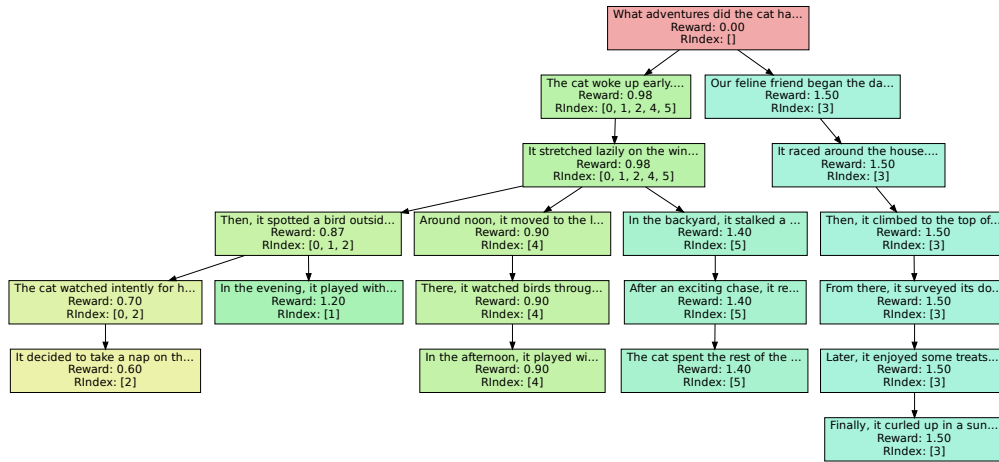 What adventures did the cat ha...
Reward: 0.00
RIndex: []
The cat woke up early....
Reward: 0.98
RIndex: [0, 1, 2, 4, 5]
Our feline friend began the da...
Reward: 1.50
RIndex: [3]
It stretched lazily on the win...
Reward: 0.98
RIndex: [0, 1, 2, 4, 5]
It raced around the house....
Reward: 1.50
RIndex: [3]
Then, it spotted a bird outsid...
Reward: 0.87
RIndex: [0, 1, 2]
Around noon, it moved to the l...
Reward: 0.90
RIndex: [4]
In the backyard, it stalked a ...
Reward: 1.40
RIndex: [5]
Then, it climbed to the top of...
Reward: 1.50
RIndex: [3]
The cat watched intently for h...
Reward: 0.70
RIndex: [0, 2]
In the evening, it played with...
Reward: 1.20
RIndex: [1]
There, it watched birds throug...
Reward: 0.90
RIndex: [4]
After an exciting chase, it re...
Reward: 1.40
RIndex: [5]
From there, it surveyed its do...
Reward: 1.50
RIndex: [3]
It decided to take a nap on th...
Reward: 0.60
RIndex: [2]
In the afternoon, it played wi...
Reward: 0.90
RIndex: [4]
The cat spent the rest of the ...
Reward: 1.40
RIndex: [5]
Later, it enjoyed some treats...
Reward: 1.50
RIndex: [3]
Finally, it curled up in a sun...
Reward: 1.50
RIndex: [3]